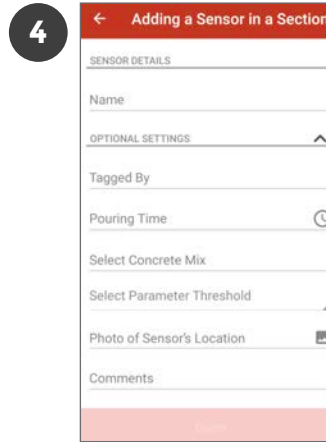 4
Adding a Sensor in a Section
SENSOR DETAILS
Name
OPTIONAL SETTINGS
Tagged By
Pouring Time
Select Concrete Mix
Select Parameter Threshold
Photo of Sensor's Location
Comments